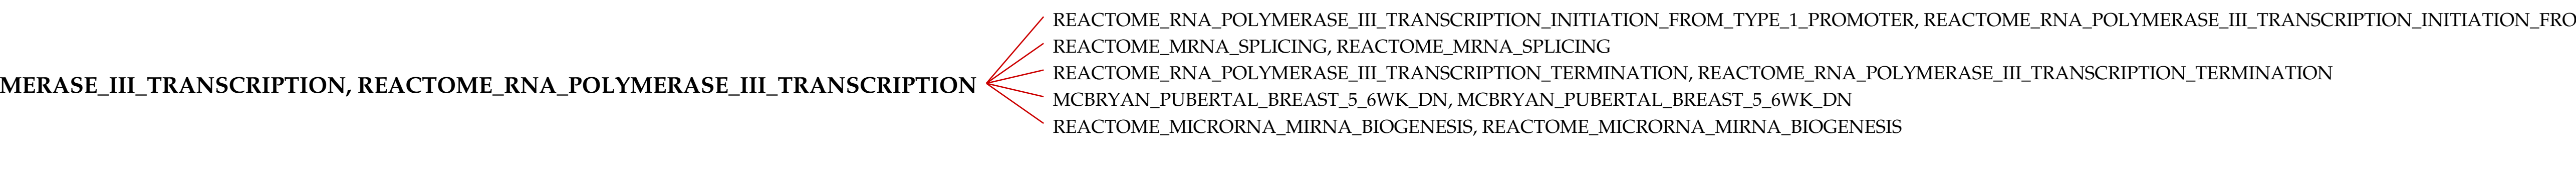 REACTOME_RNA_POLYMERASE_III_TRANSCRIPTION_INITIATION_FROM_TYPE_1_PROMOTER, REACTOME_RNA_POLYMERASE_III_TRANSCRIPTION_INITIATION_FRO
REACTOME_MRNA_SPLICING, REACTOME_MRNA_SPLICING
REACTOME_RNA_POLYMERASE_III_TRANSCRIPTION_TERMINATION, REACTOME_RNA_POLYMERASE_III_TRANSCRIPTION_TERMINATION
MERASE_III_TRANSCRIPTION, REACTOME_RNA_POLYMERASE_III_TRANSCRIPTION
MCBRYAN_PUBERTAL_BREAST_5_6WK_DN, MCBRYAN_PUBERTAL_BREAST_5_6WK_DN
REACTOME_MICRORNA_MIRNA_BIOGENESIS, REACTOME_MICRORNA_MIRNA_BIOGENESIS